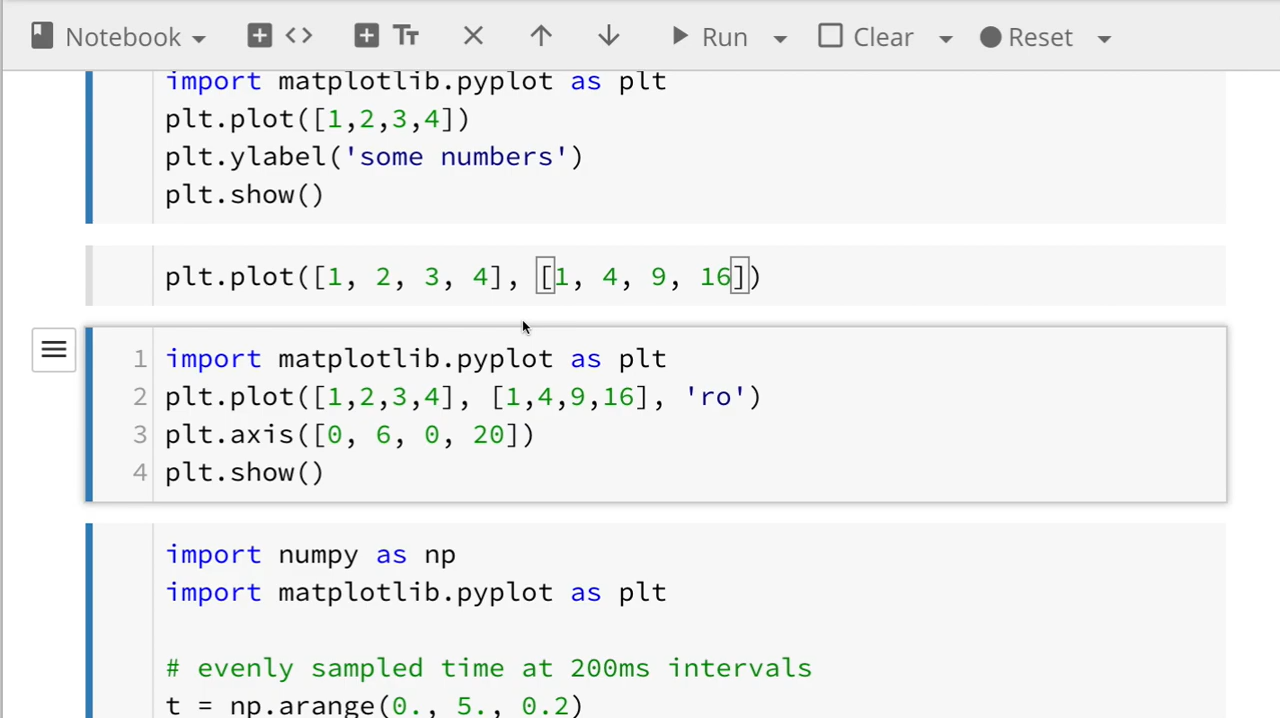 Notebook Run Clear Reset
import matplotlib.pyplot as plt
plt.plot([1,2,3,4])
plt.ylabel('some numbers')
plt.show()
plt.plot([1, 2, 3, 4], [1, 4, 9, 16])
1 import matplotlib.pyplot as plt
2 plt.plot([1,2,3,4], [1,4,9,16], 'ro')
3 plt.axis([0, 6, 0, 20])
4 plt.show()
import numpy as np
import matplotlib.pyplot as plt
# evenly sampled time at 200ms intervals
t = np.arange(0., 5., 0.2)